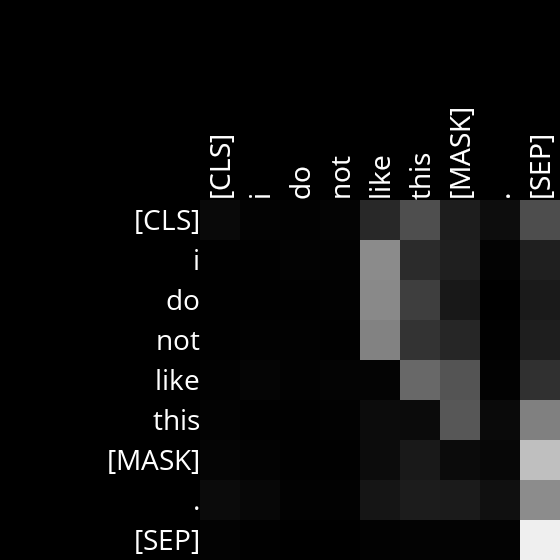 [CLS] i do not like this [MASK] . [SEP]
[CLS]
i
do
not
like
this
[MASK]
.
[SEP]